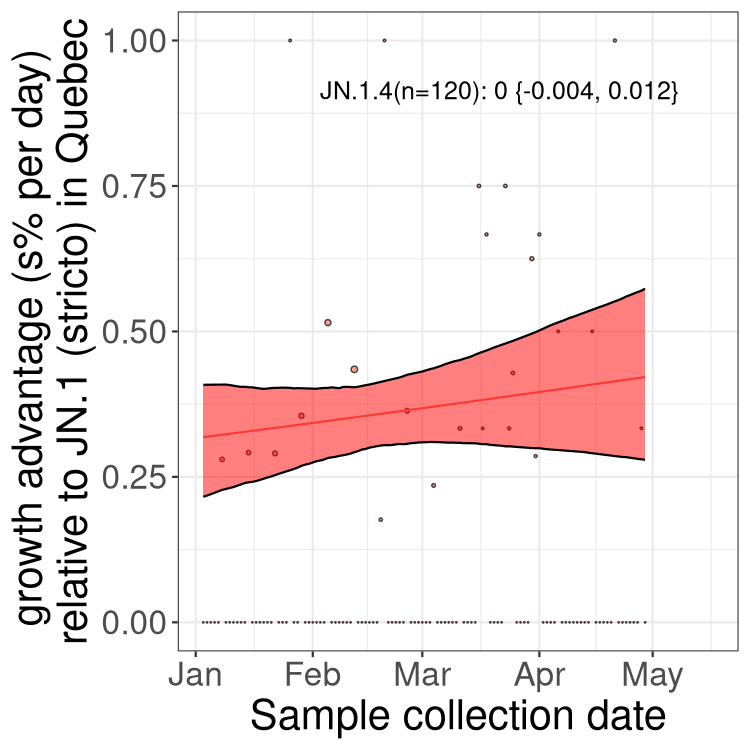 growth advantage (s% per day)
relative to JN.1 (stricto) in Quebec
1.00
0.75
0.50
0.25
0.00
JN.1.4(n=120): 0 {-0.004, 0.012}
Jan Feb Mar Apr May
Sample collection date